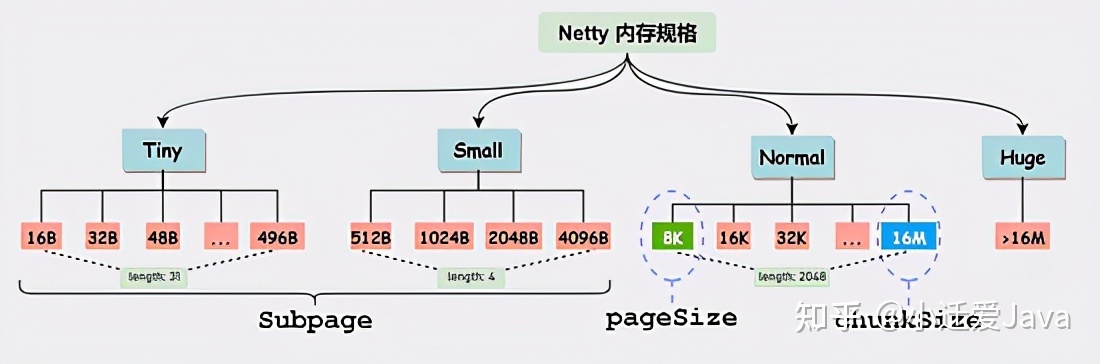 Netty 内存规格
Tiny
Small
Normal
Huge
16B
32B
48B
...
496B
512B
1024B
2048B
4096B
8K
16K
32K
...
16M
>16M
length:
length: 4
length: 2048
Subpage
pageSize
chunkSize
知乎 @小活爱Java